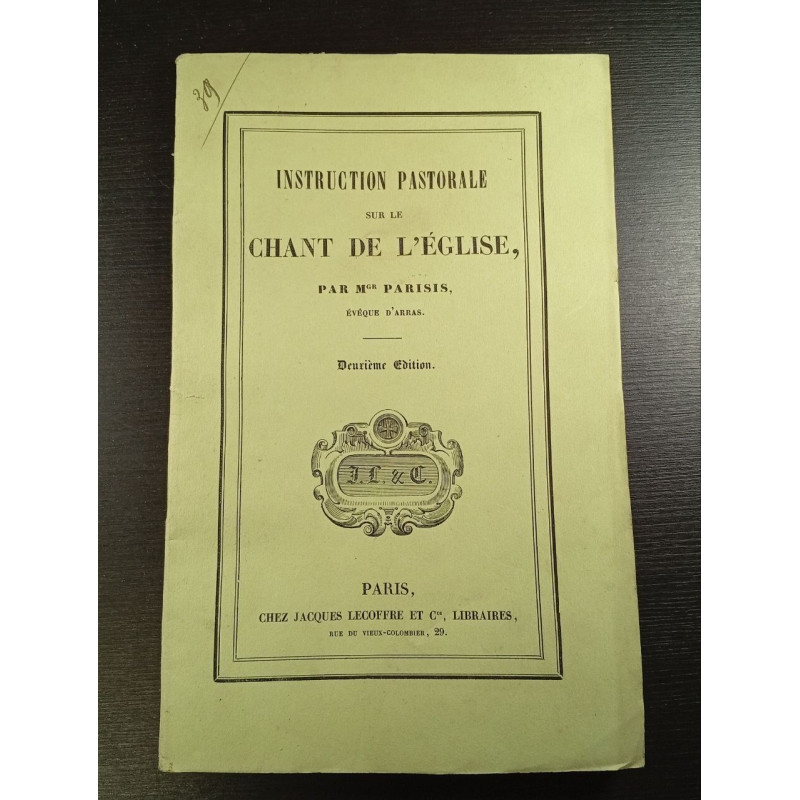 39
INSTRUCTION PASTORALE
SUR LE
CHANT DE L'ÉGLISE,
PAR MGR PARISIS,
ÉVÊQUE D'ARRAS.
Deuxième Edition.
J. L. & C.
PARIS,
CHEZ JACQUES LECOFFRE ET Cie, LIBRAIRES,
RUE DU VIEUX-COLOMBIER, 29.